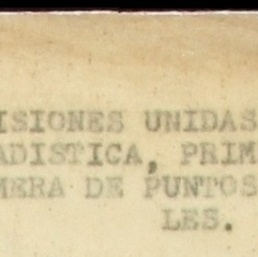 ISIONES UNIDAS
ADISTICA, PRIM
MERA DE PUNTOS
LES.